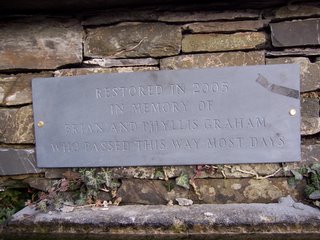 RESTORED IN 2005
IN MEMORY OF
BRIAN AND PHYLLIS GRAHAM
WHO PASSED THIS WAY MOST DAYS